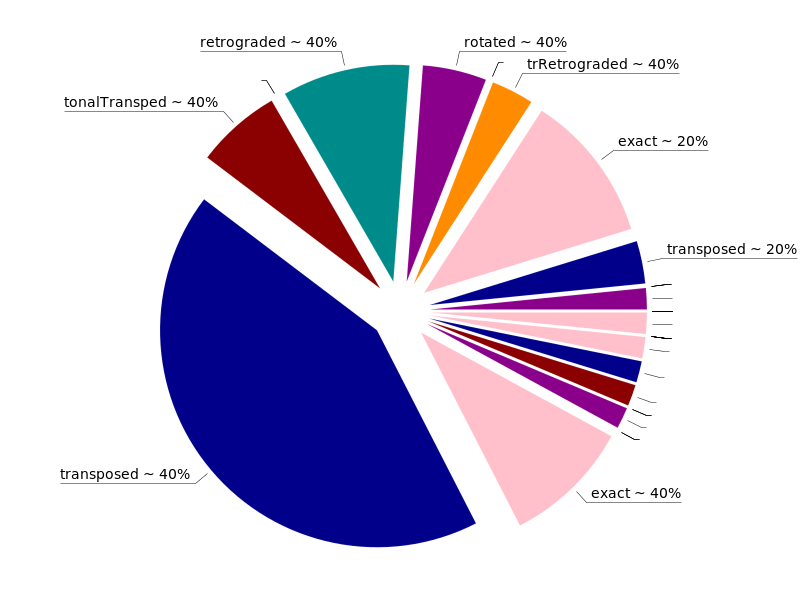 retrograded ~ 40%
rotated ~ 40%
trRetrograded ~ 40%
tonalTransped ~ 40%
exact ~ 20%
transposed ~ 20%
transposed ~ 40%
exact ~ 40%